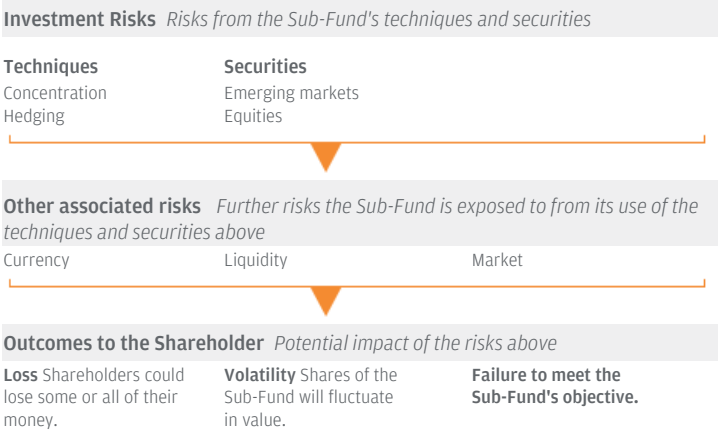 Investment Risks Risks from the Sub-Fund's techniques and securities
Techniques Securities
Concentration Emerging markets
Hedging Equities
Other associated risks Further risks the Sub-Fund is exposed to from its use of the
techniques and securities above
Currency Liquidity Market
Outcomes to the Shareholder Potential impact of the risks above
Loss Shareholders could
lose some or all of their
money.
Volatility Shares of the
Sub-Fund will fluctuate
in value.
Failure to meet the
Sub-Fund's objective.